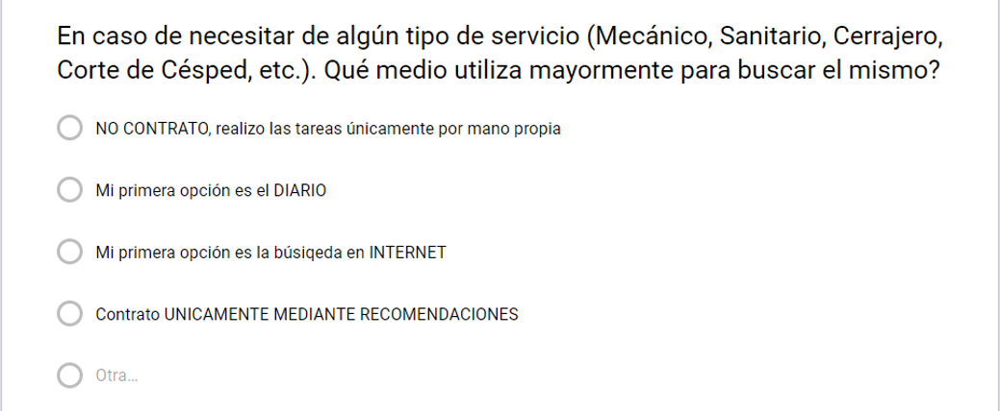 En caso de necesitar de algún tipo de servicio (Mecánico, Sanitario, Cerrajero,
Corte de Césped, etc.). Qué medio utiliza mayormente para buscar el mismo?
NO CONTRATO, realizo las tareas únicamente por mano propia
Mi primera opción es el DIARIO
Mi primera opción es la búsiqeda en INTERNET
Contrato UNICAMENTE MEDIANTE RECOMENDACIONES
Otra...